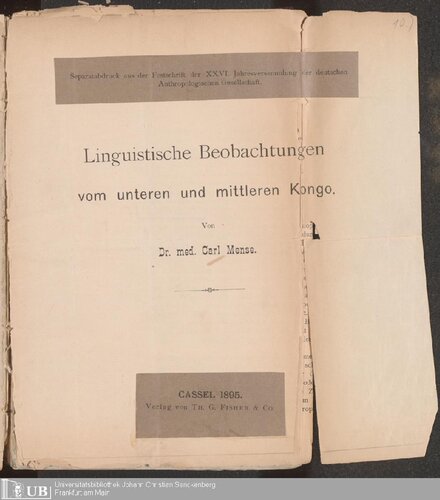 Separatabdruck aus der Festschrift der XXVI. Jahresversammlung der deutschen
Anthropologischen Gesellschaft.
Linguistische Beobachtungen
vom unteren und mittleren Kongo.
Von
Dr. med. Carl Mense.
CASSEL 1895.
Verlag von TH. G. FISHER & CO
UB
Universitätsbibliothek Johann Christian Senckenberg
Frankfurt am Main